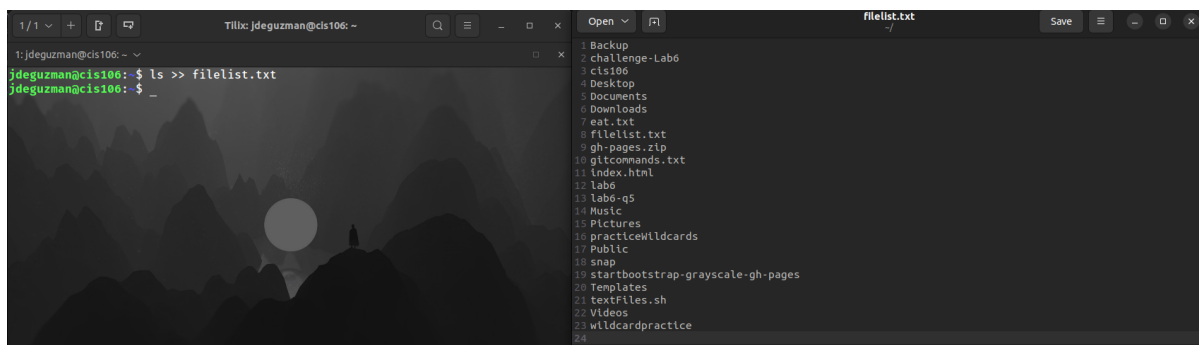 1/1
Tilix: jdeguzman@cis106: ~
1: jdeguzman@cis106: ~
jdeguzman@cis106:~$ ls >> filelist.txt
jdeguzman@cis106:~$ _
Open
filelist.txt
~/
Save
1 Backup
2 challenge-Lab6
3 cis106
4 Desktop
5 Documents
6 Downloads
7 eat.txt
8 filelist.txt
9 gh-pages.zip
10 gitcommands.txt
11 index.html
12 lab6
13 lab6-q5
14 Music
15 Pictures
16 practiceWildcards
17 Public
18 snap
19 startbootstrap-grayscale-gh-pages
20 Templates
21 textFiles.sh
22 Videos
23 wildcardpractice
24